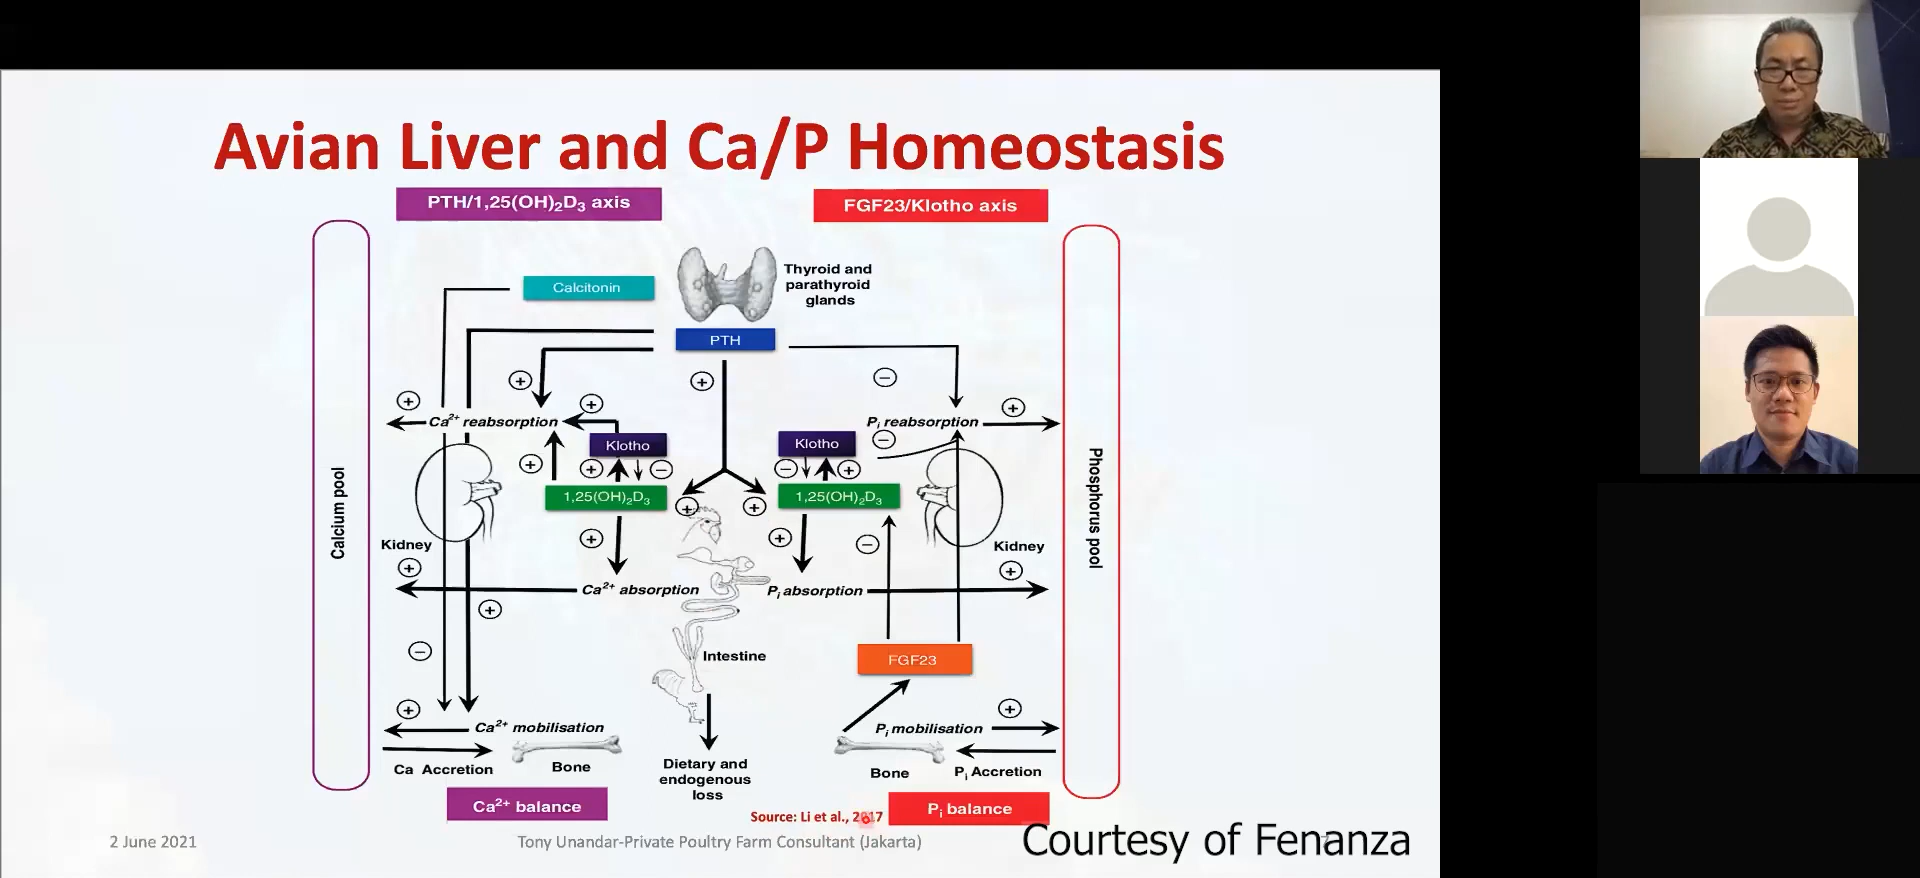 Avian Liver and Ca/P Homeostasis
PTH/1,25(OH)₂D₃ axis
FGF23/Klotho axis
Calcitonin
Thyroid and
parathyroid
glands
PTH
+
+
−
+
+
+
Ca²⁺ reabsorption
Pᵢ reabsorption
Klotho
Klotho
−
+
+
−
−
+
1,25(OH)₂D₃
1,25(OH)₂D₃
+
+
Calcium pool
Phosphorus pool
+
+
−
Kidney
Kidney
+
+
Ca²⁺ absorption
Pᵢ absorption
+
−
Intestine
FGF23
+
+
Ca²⁺ mobilisation
Pᵢ mobilisation
Ca Accretion
Bone
Dietary and
endogenous
loss
Bone
Pᵢ Accretion
Ca²⁺ balance
Pᵢ balance
Source: Li et al., 2017
2 June 2021
Tony Unandar-Private Poultry Farm Consultant (Jakarta)
Courtesy of Fenanza